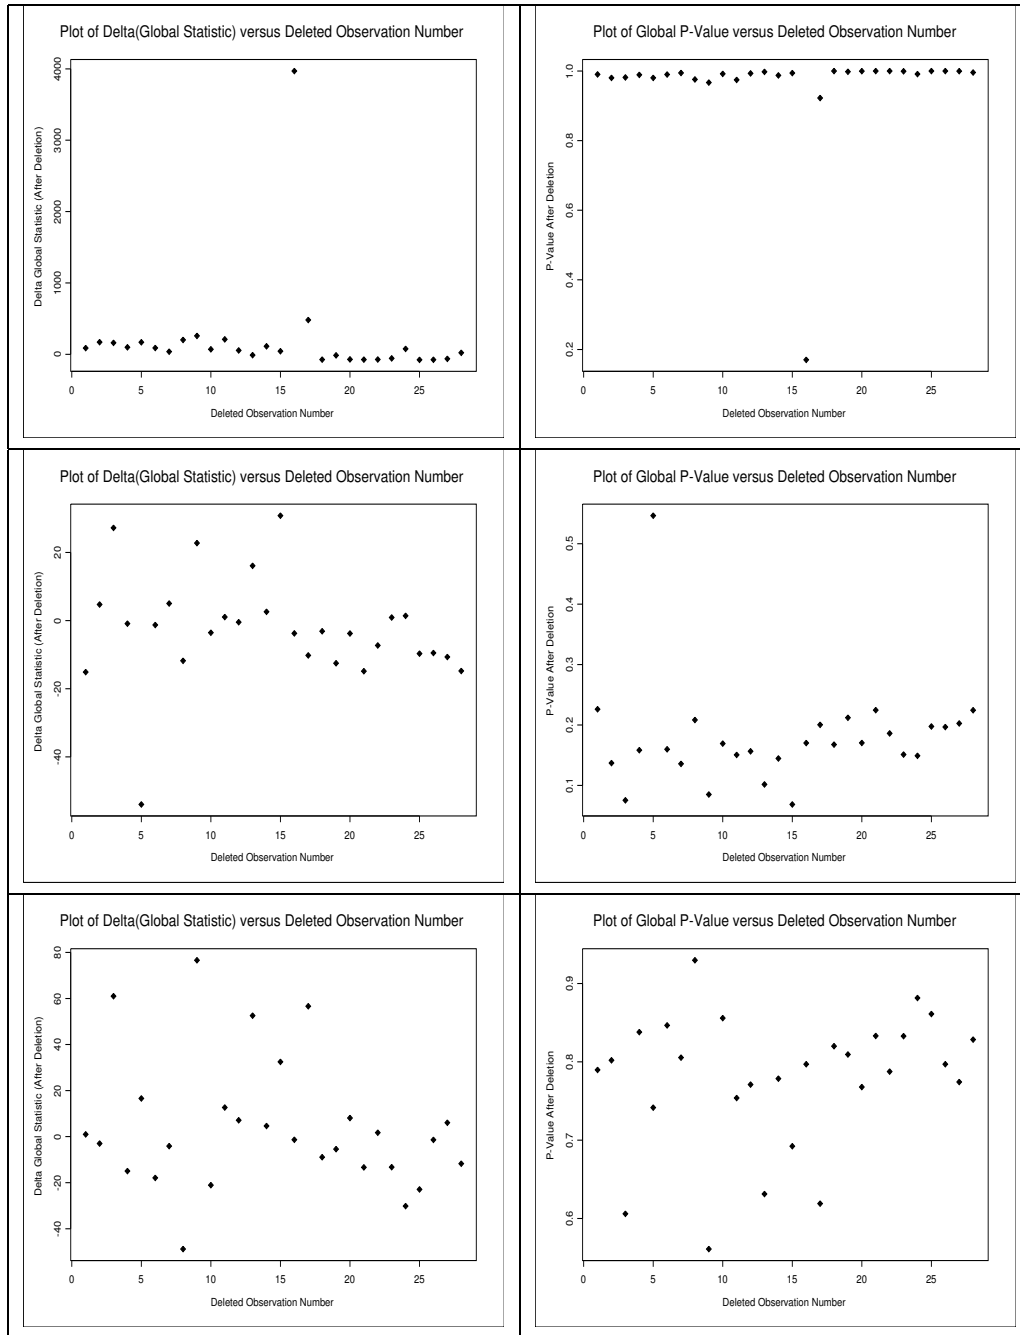 Plot of Delta(Global Statistic) versus Deleted Observation Number
Delta Global Statistic (After Deletion)
4000
3000
2000
1000
0
0 5 10 15 20 25
Deleted Observation Number
Plot of Global P-Value versus Deleted Observation Number
P-Value After Deletion
1.0
0.8
0.6
0.4
0.2
0 5 10 15 20 25
Deleted Observation Number
Plot of Delta(Global Statistic) versus Deleted Observation Number
Delta Global Statistic (After Deletion)
20
0
-20
-40
0 5 10 15 20 25
Deleted Observation Number
Plot of Global P-Value versus Deleted Observation Number
P-Value After Deletion
0.5
0.4
0.3
0.2
0.1
0 5 10 15 20 25
Deleted Observation Number
Plot of Delta(Global Statistic) versus Deleted Observation Number
Delta Global Statistic (After Deletion)
80
60
40
20
0
-20
-40
0 5 10 15 20 25
Deleted Observation Number
Plot of Global P-Value versus Deleted Observation Number
P-Value After Deletion
0.9
0.8
0.7
0.6
0 5 10 15 20 25
Deleted Observation Number